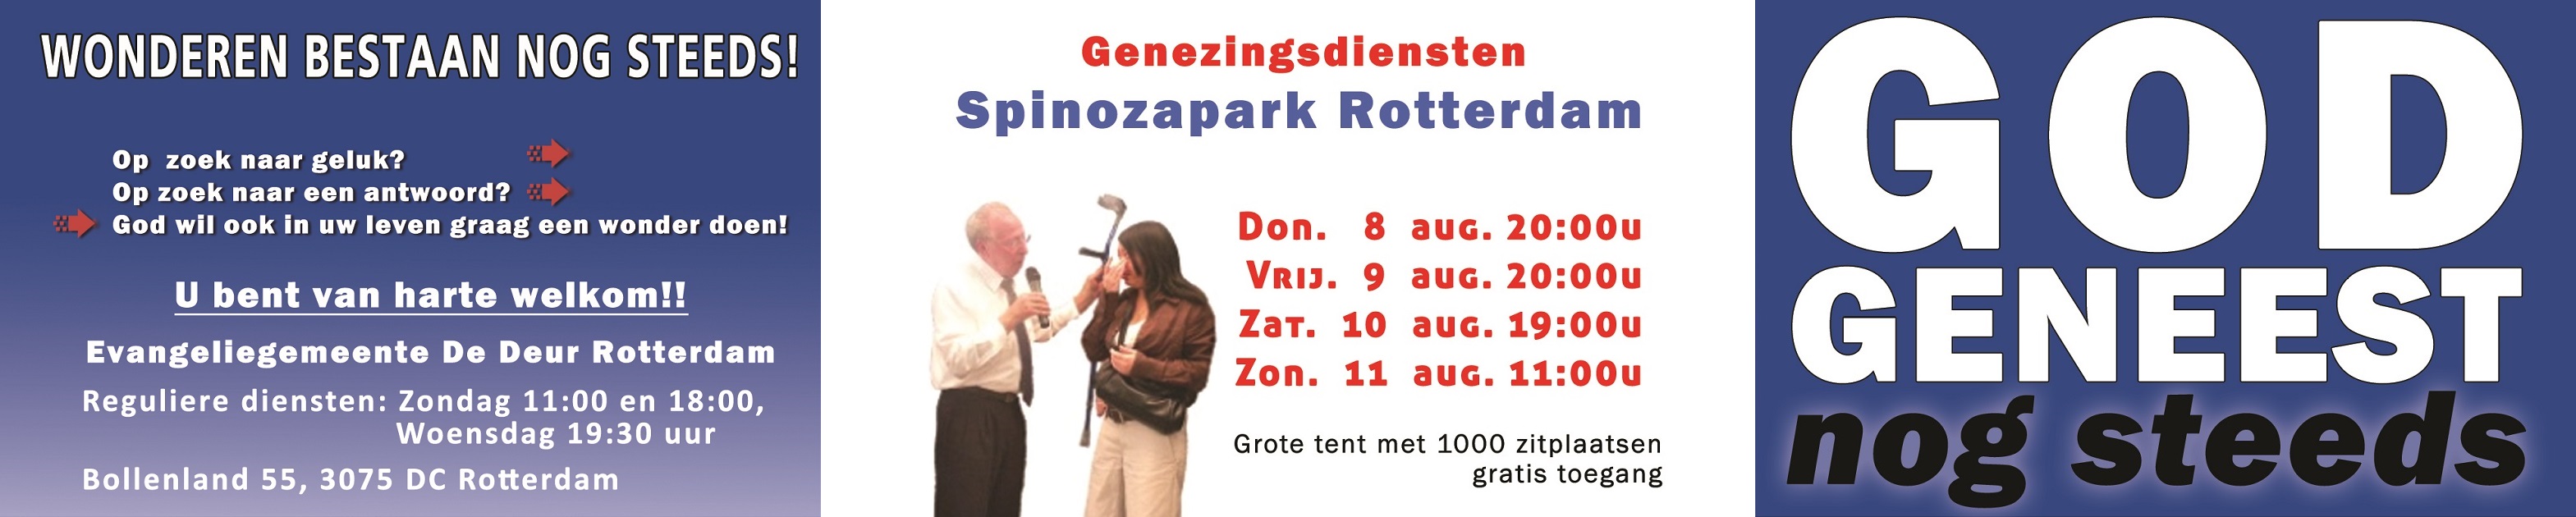 WONDEREN BESTAAN NOG STEEDS!
Op zoek naar geluk?
Op zoek naar een antwoord?
God wil ook in uw leven graag een wonder doen!
U bent van harte welkom!!
Evangeliegemeente De Deur Rotterdam
Reguliere diensten: Zondag 11:00 en 18:00,
Woensdag 19:30 uur
Bollenland 55, 3075 DC Rotterdam
Genezingsdiensten
Spinozapark Rotterdam
Don. 8 aug. 20:00u
Vrij. 9 aug. 20:00u
Zat. 10 aug. 19:00u
Zon. 11 aug. 11:00u
Grote tent met 1000 zitplaatsen
gratis toegang
GOD
GENEEST
nog steeds